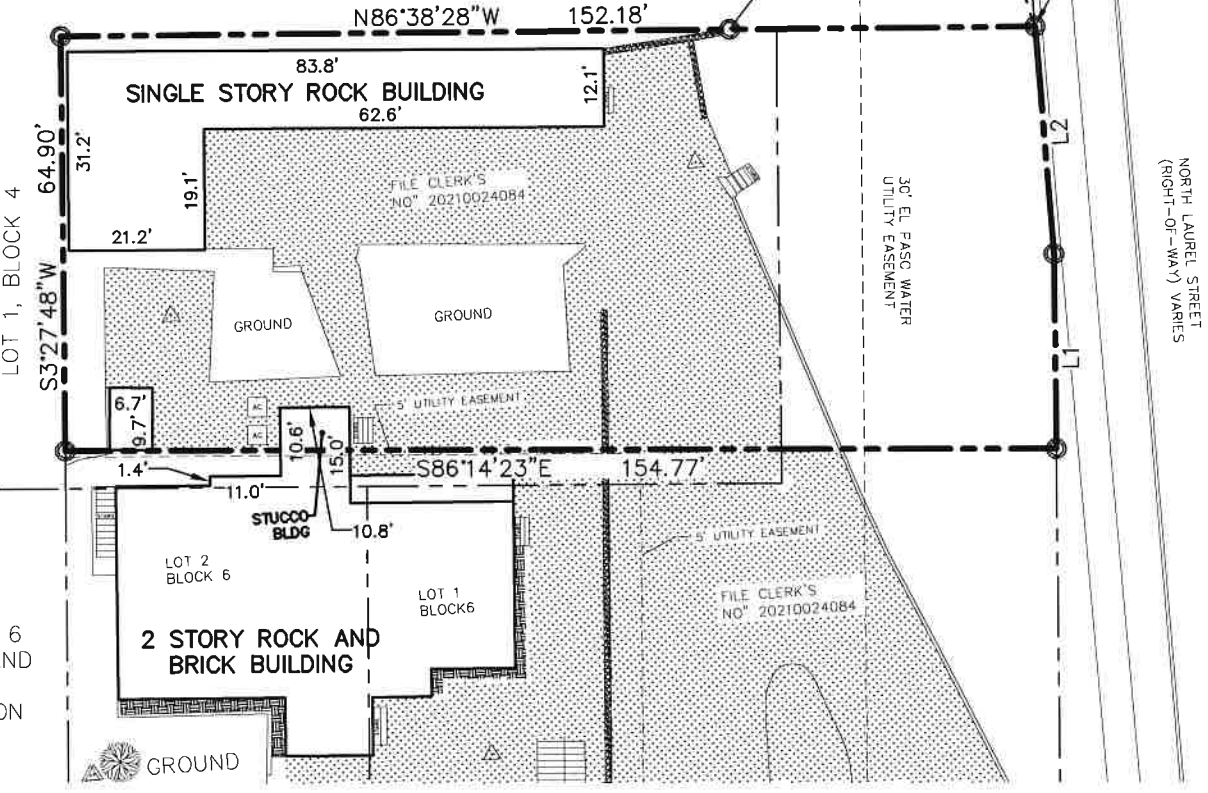 N86°38'28"W 152.18'
83.8'
SINGLE STORY ROCK BUILDING
12.1'
62.6'
31.2'
64.90'
19.1'
21.2'
S3°27'48"W
LOT 1, BLOCK 4
FILE CLERK'S
NO" 20210024084
30' EL PASO WATER
UTILITY EASEMENT
L2
L1
NORTH LAUREL STREET
(RIGHT-OF-WAY) VARIES
GROUND
GROUND
6.7'
9.7'
AC
AC
5' UTILITY EASEMENT
10.6'
15.0'
1.4'
11.0'
S86°14'23"E 154.77'
STUCCO
BLDG
10.8'
5' UTILITY EASEMENT
LOT 2
BLOCK 6
LOT 1
BLOCK6
FILE CLERK'S
NO" 20210024084
2 STORY ROCK AND
BRICK BUILDING
6
ND
ON
GROUND